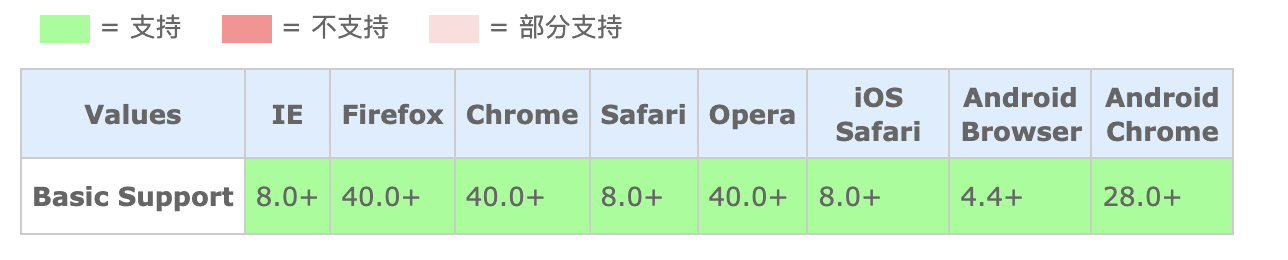 = 支持 = 不支持 = 部分支持
Values IE Firefox Chrome Safari Opera iOS Safari Android Browser Android Chrome
Basic Support 8.0+ 40.0+ 40.0+ 8.0+ 40.0+ 8.0+ 4.4+ 28.0+